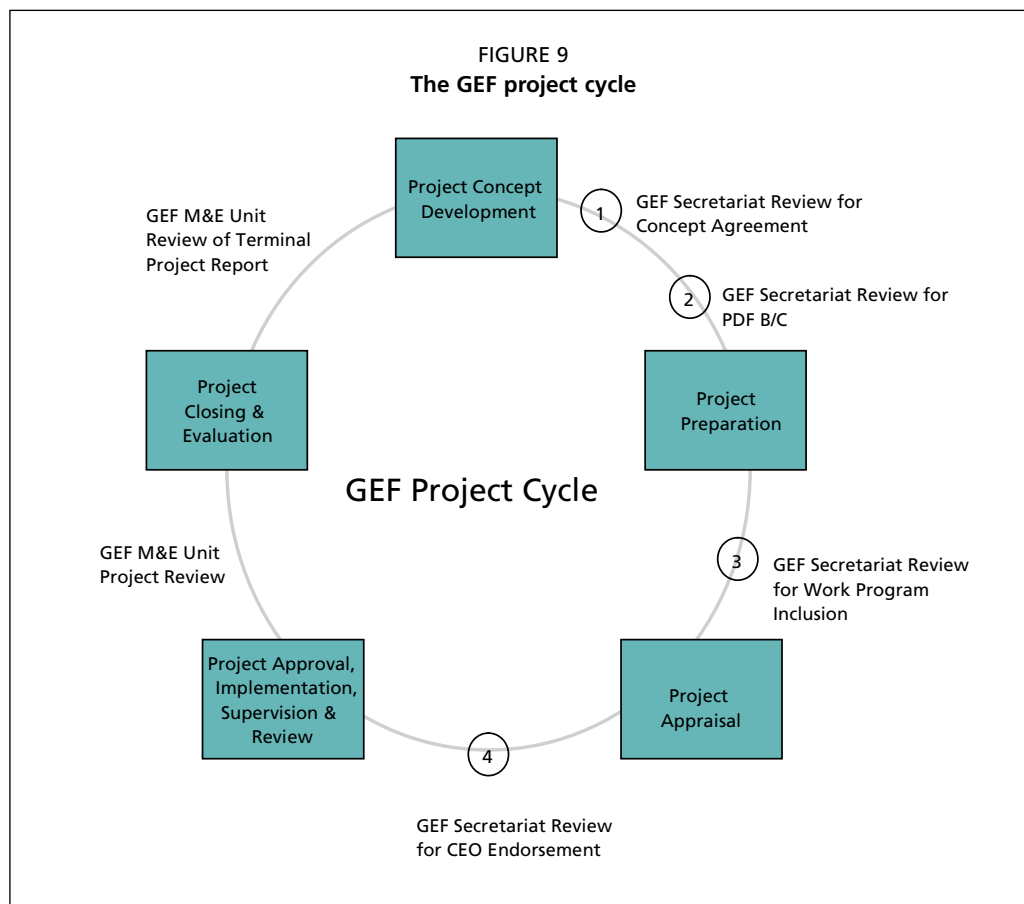 FIGURE 9
The GEF project cycle
Project Concept
Development
1
GEF Secretariat Review for
Concept Agreement
2
GEF Secretariat Review for
PDF B/C
Project
Preparation
3
GEF Secretariat Review
for Work Program
Inclusion
Project
Appraisal
4
GEF Secretariat Review
for CEO Endorsement
Project Approval,
Implementation,
Supervision &
Review
GEF M&E Unit
Project Review
Project
Closing &
Evaluation
GEF M&E Unit
Review of Terminal
Project Report
GEF Project Cycle